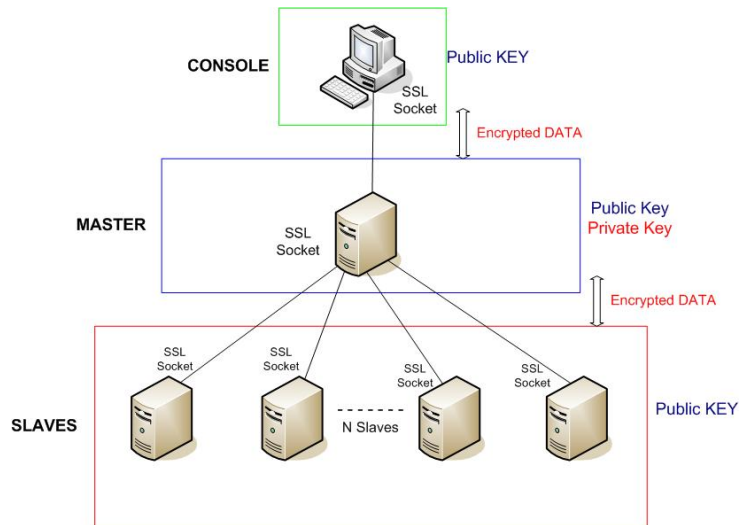 CONSOLE
Public KEY
SSL
Socket
Encrypted DATA
MASTER
SSL
Socket
Public Key
Private Key
Encrypted DATA
SSL
Socket
SSL
Socket
SSL
Socket
SSL
Socket
SLAVES
N Slaves
Public KEY